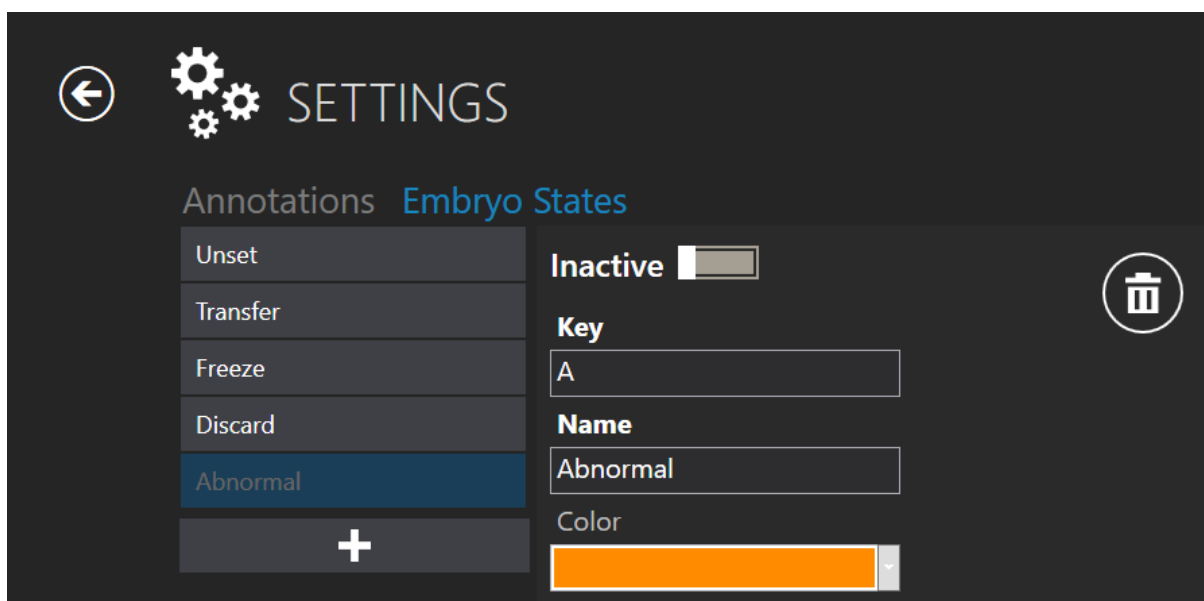 SETTINGS
Annotations Embryo States
Unset
Transfer
Freeze
Discard
Abnormal
Inactive
Key
A
Name
Abnormal
Color